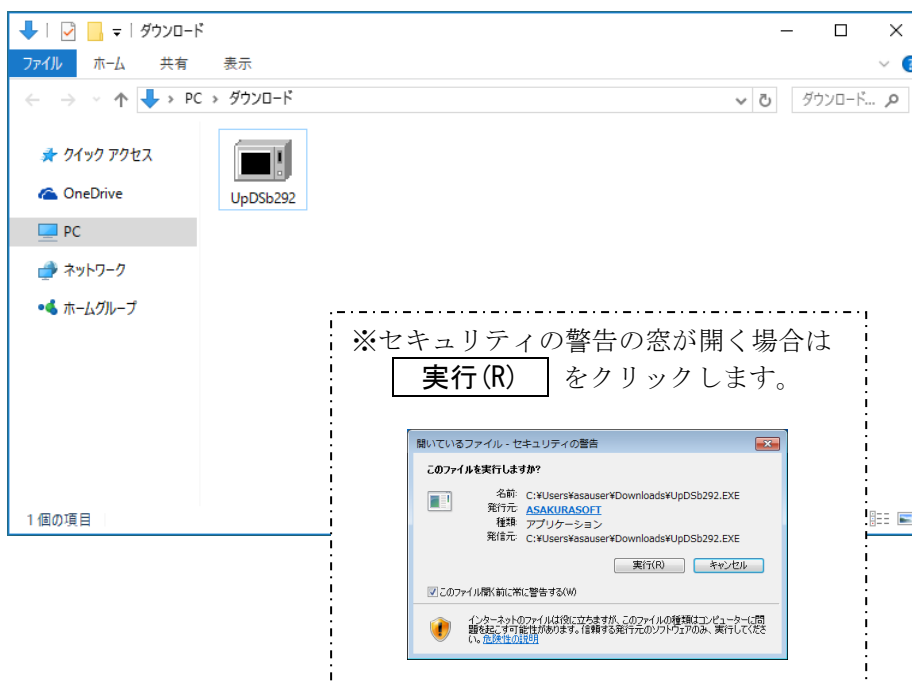 ダウンロード
ファイル ホーム 共有 表示
PC › ダウンロード
ダウンロード...
クイック アクセス
OneDrive
PC
ネットワーク
ホームグループ
UpDSb292
1 個の項目
※セキュリティの警告の窓が開く場合は
実行(R) をクリックします。
開いているファイル - セキュリティの警告
このファイルを実行しますか?
名前: C:¥Users¥asauser¥Downloads¥UpDSb292.EXE
発行元: ASAKURASOFT
種類: アプリケーション
発信元: C:¥Users¥asauser¥Downloads¥UpDSb292.EXE
実行(R) キャンセル
このファイル開く前に常に警告する(W)
インターネットのファイルは役に立ちますが、このファイルの種類はコンピューターに問
題を起こす可能性があります。信頼する発行元のソフトウェアのみ、実行してくださ
い。危険性の説明